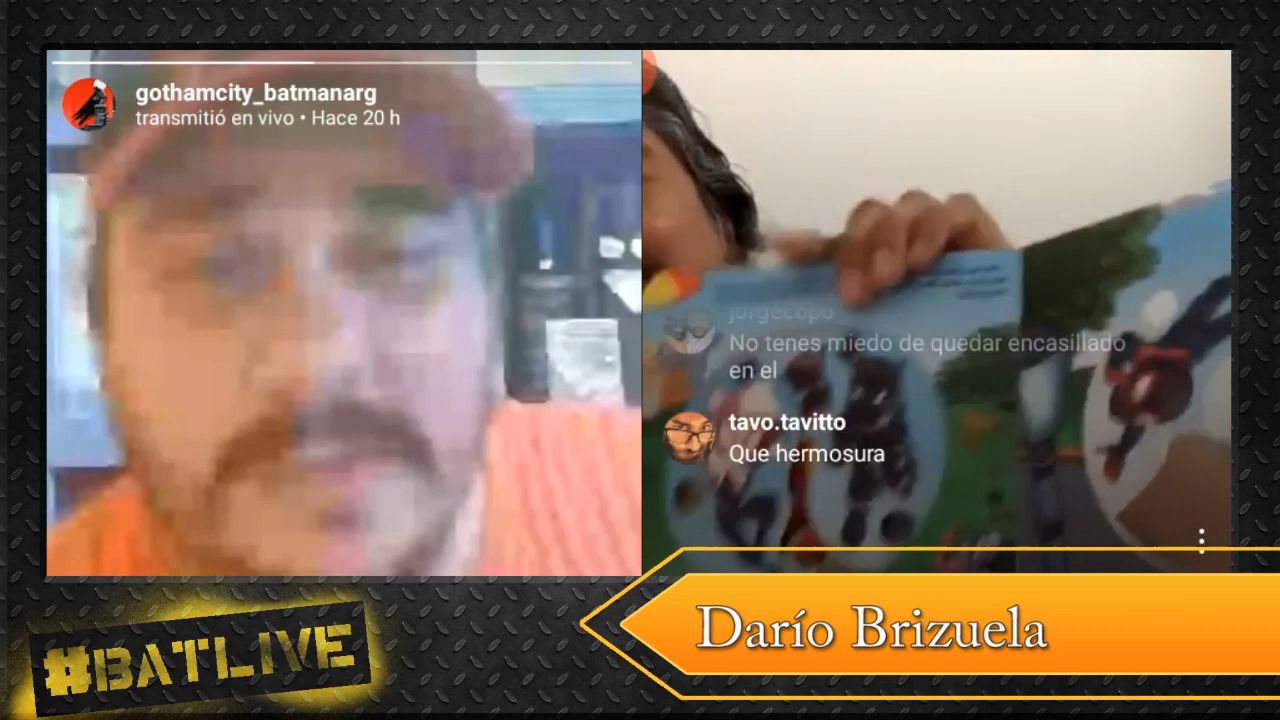 gothamcity_batmanarg
transmitió en vivo • Hace 20 h
jorgecopo
No tenes miedo de quedar encasillado
en el
tavo.tavitto
Que hermosura
#BATLIVE
Darío Brizuela